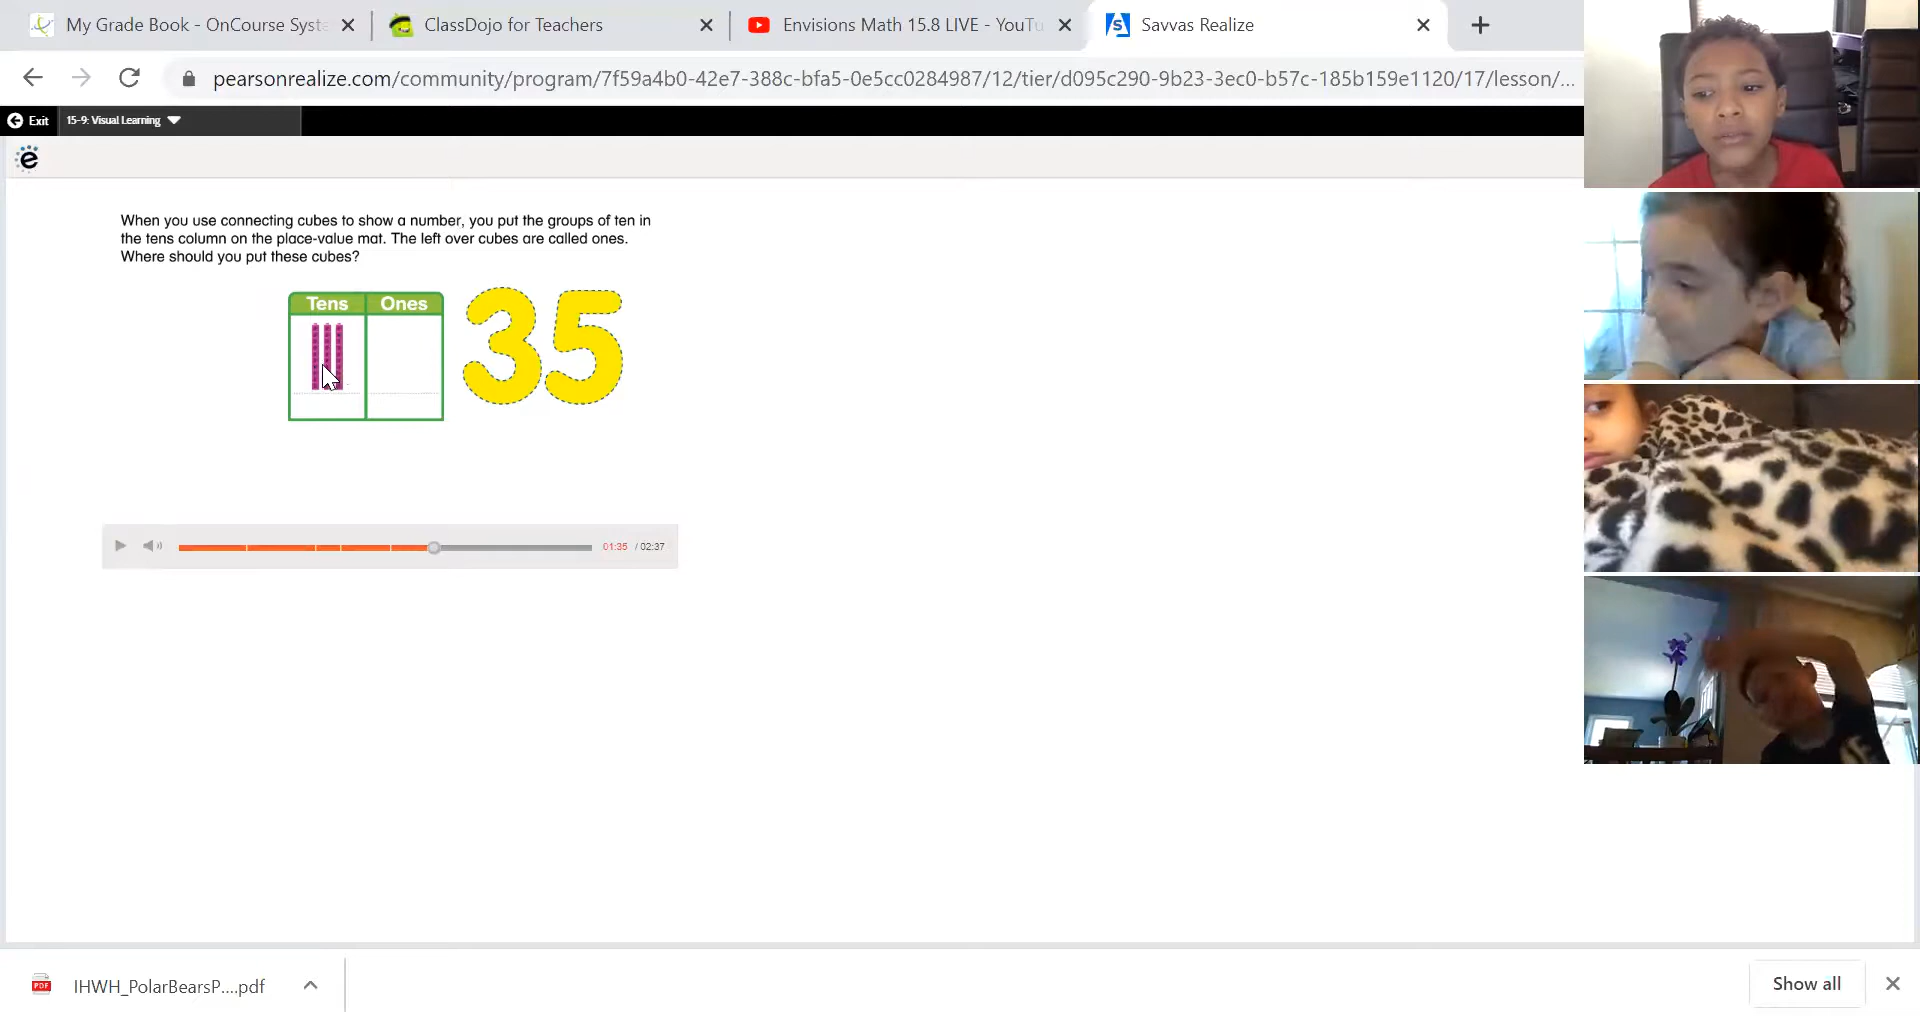 My Grade Book - OnCourse Syste
ClassDojo for Teachers
Envisions Math 15.8 LIVE - YouTu
Savvas Realize
pearsonrealize.com/community/program/7f59a4b0-42e7-388c-bfa5-0e5cc0284987/12/tier/d095c290-9b23-3ec0-b57c-185b159e1120/17/lesson/...
Exit
15-9: Visual Learning
e
When you use connecting cubes to show a number, you put the groups of ten in
the tens column on the place-value mat. The left over cubes are called ones.
Where should you put these cubes?
Tens Ones
35
01:35 / 02:37
PDF
IHWH_PolarBearsP....pdf
Show all